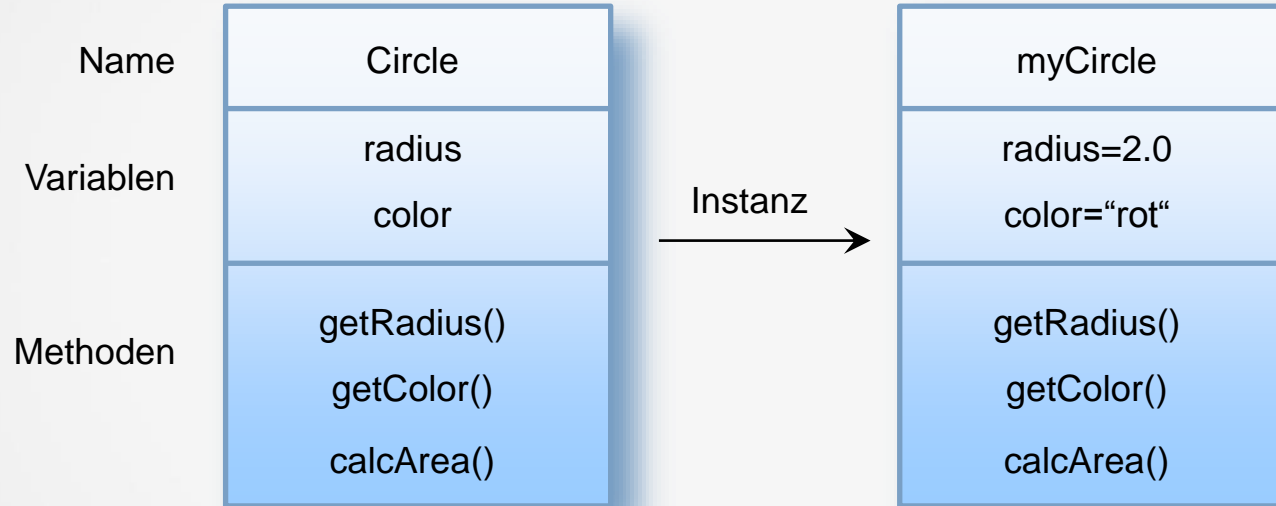 Name
Circle
myCircle
Variablen
radius
color
Instanz
radius=2.0
color=“rot“
Methoden
getRadius()
getColor()
calcArea()
getRadius()
getColor()
calcArea()